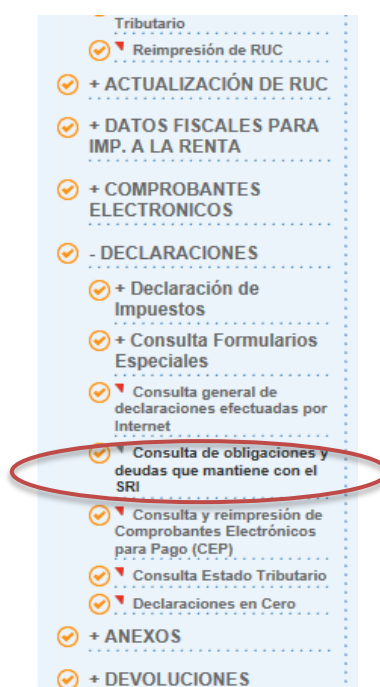 Tributario
Reimpresión de RUC
+ ACTUALIZACIÓN DE RUC
+ DATOS FISCALES PARA
IMP. A LA RENTA
+ COMPROBANTES
ELECTRONICOS
- DECLARACIONES
+ Declaración de
Impuestos
+ Consulta Formularios
Especiales
Consulta general de
declaraciones efectuadas por
Internet
Consulta de obligaciones y
deudas que mantiene con el
SRI
Consulta y reimpresión de
Comprobantes Electrónicos
para Pago (CEP)
Consulta Estado Tributario
Declaraciones en Cero
+ ANEXOS
+ DEVOLUCIONES